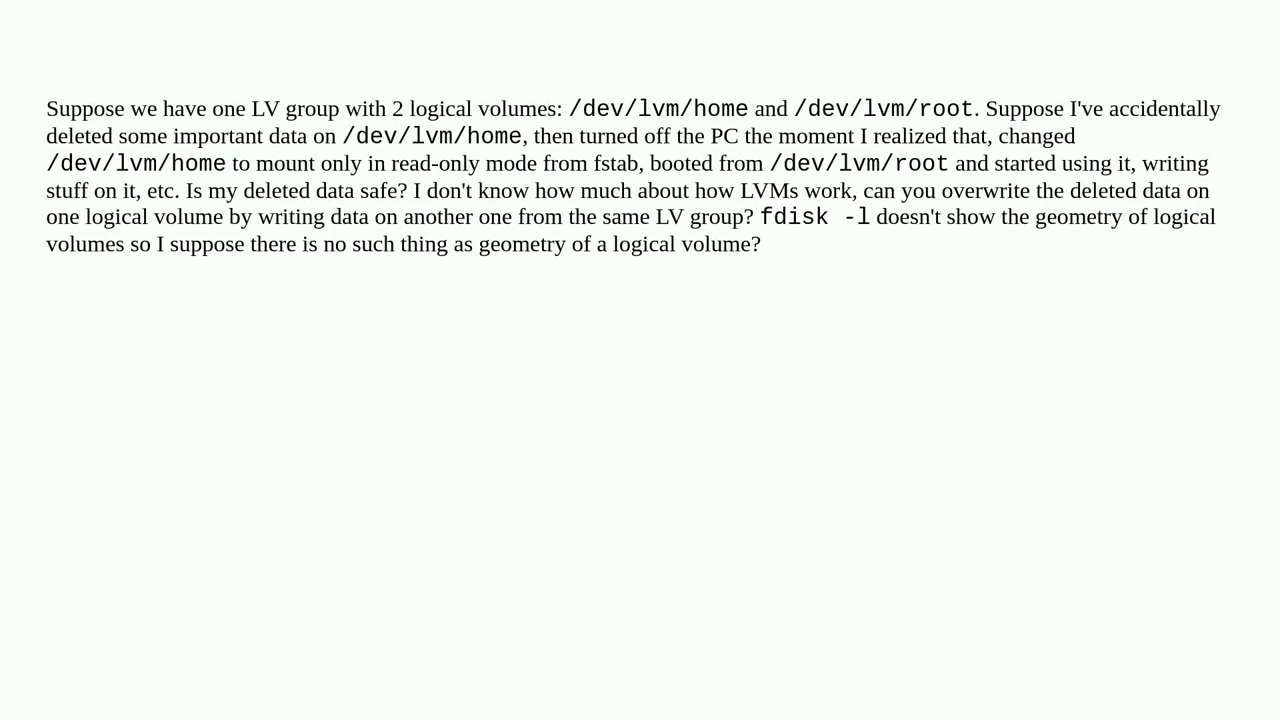 Suppose we have one LV group with 2 logical volumes: /dev/lvm/home and /dev/lvm/root. Suppose I've accidentally
deleted some important data on /dev/lvm/home, then turned off the PC the moment I realized that, changed
/dev/lvm/home to mount only in read-only mode from fstab, booted from /dev/lvm/root and started using it, writing
stuff on it, etc. Is my deleted data safe? I don't know how much about how LVMs work, can you overwrite the deleted data on
one logical volume by writing data on another one from the same LV group? fdisk -l doesn't show the geometry of logical
volumes so I suppose there is no such thing as geometry of a logical volume?